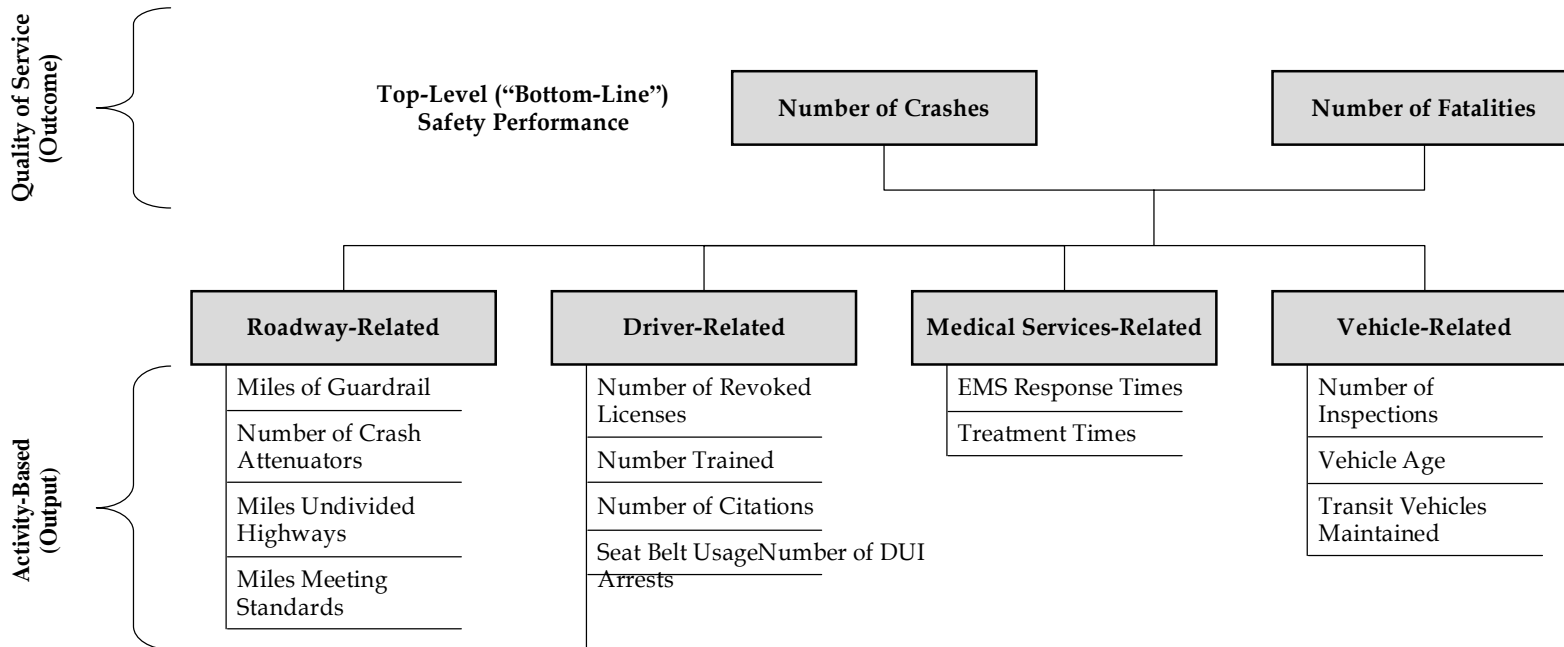 Quality of Service
(Outcome)
Top-Level (“Bottom-Line”)
Safety Performance
Number of Crashes
Number of Fatalities
Roadway-Related
Driver-Related
Medical Services-Related
Vehicle-Related
Activity-Based
(Output)
Miles of Guardrail
Number of Crash
Attenuators
Miles Undivided
Highways
Miles Meeting
Standards
Number of Revoked
Licenses
Number Trained
Number of Citations
Seat Belt UsageNumber of DUI
Arrests
EMS Response Times
Treatment Times
Number of
Inspections
Vehicle Age
Transit Vehicles
Maintained